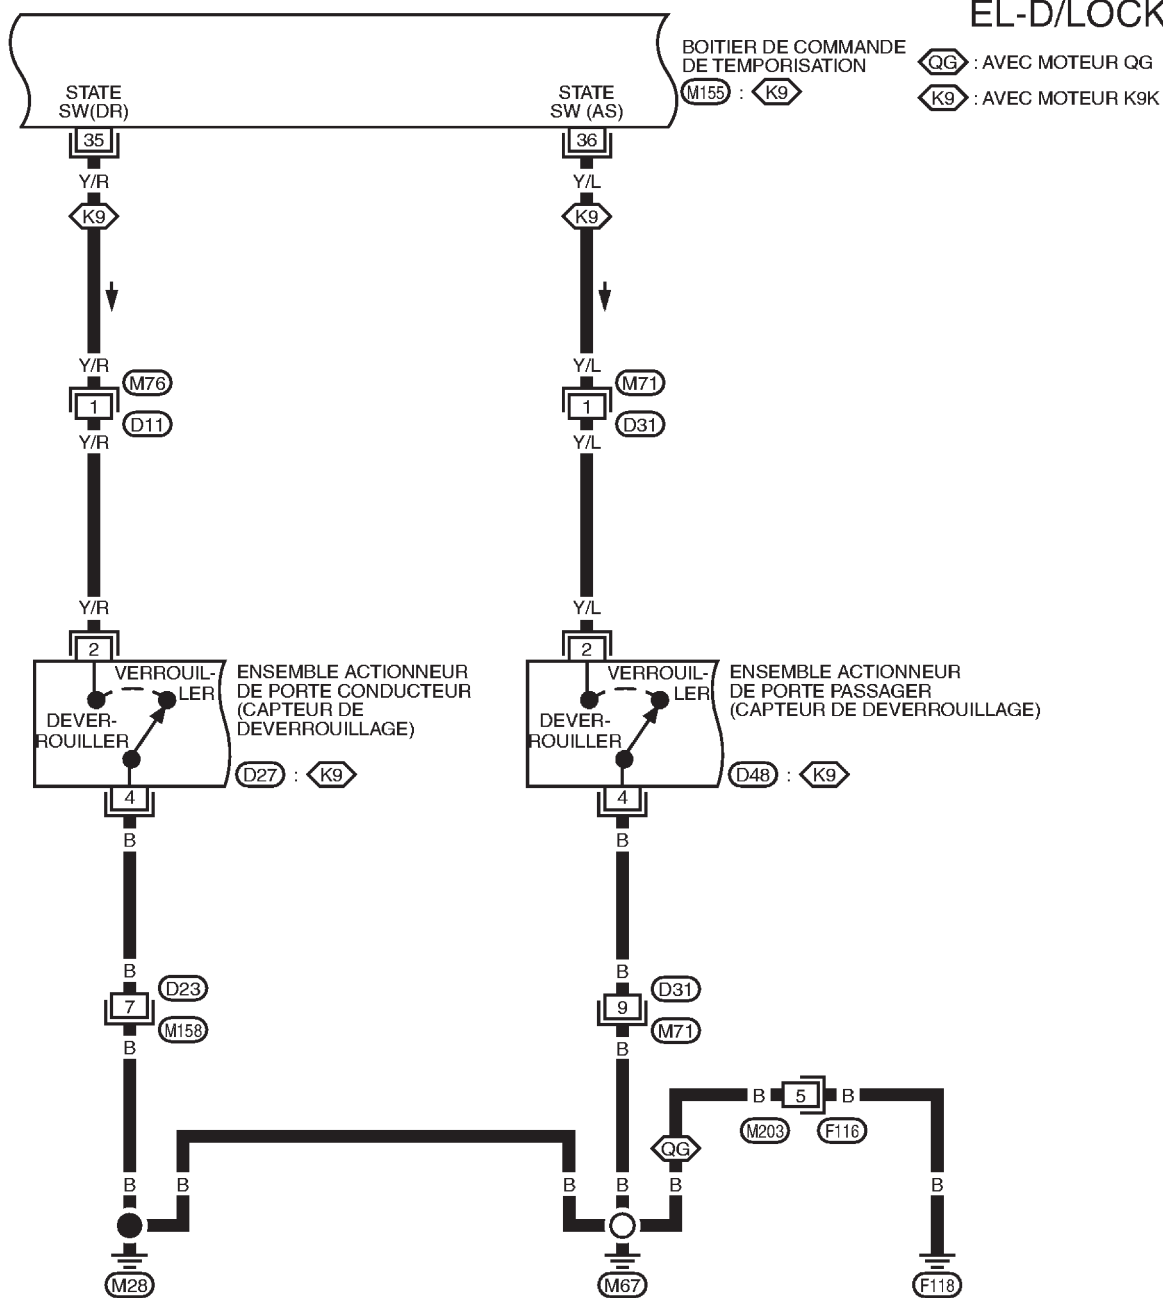 EL-D/LOCK
BOITIER DE COMMANDE
DE TEMPORISATION
M155 : K9
QG : AVEC MOTEUR QG
K9 : AVEC MOTEUR K9K
STATE
SW(DR)
STATE
SW (AS)
35
36
Y/R
Y/L
K9
K9
Y/R
Y/L
M76
M71
1
1
D11
D31
Y/R
Y/L
Y/R
Y/L
2
2
VERROUIL-
LER
DEVER-
ROUILLER
ENSEMBLE ACTIONNEUR
DE PORTE CONDUCTEUR
(CAPTEUR DE
DEVERROUILLAGE)
D27 : K9
VERROUIL-
LER
DEVER-
ROUILLER
ENSEMBLE ACTIONNEUR
DE PORTE PASSAGER
(CAPTEUR DE DEVERROUILLAGE)
D48 : K9
4
4
B
B
B
B
D23
D31
7
9
M158
M71
B
B
B 5 B
M203
F116
QG
B
B
B
B
B
B
M28
M67
F118